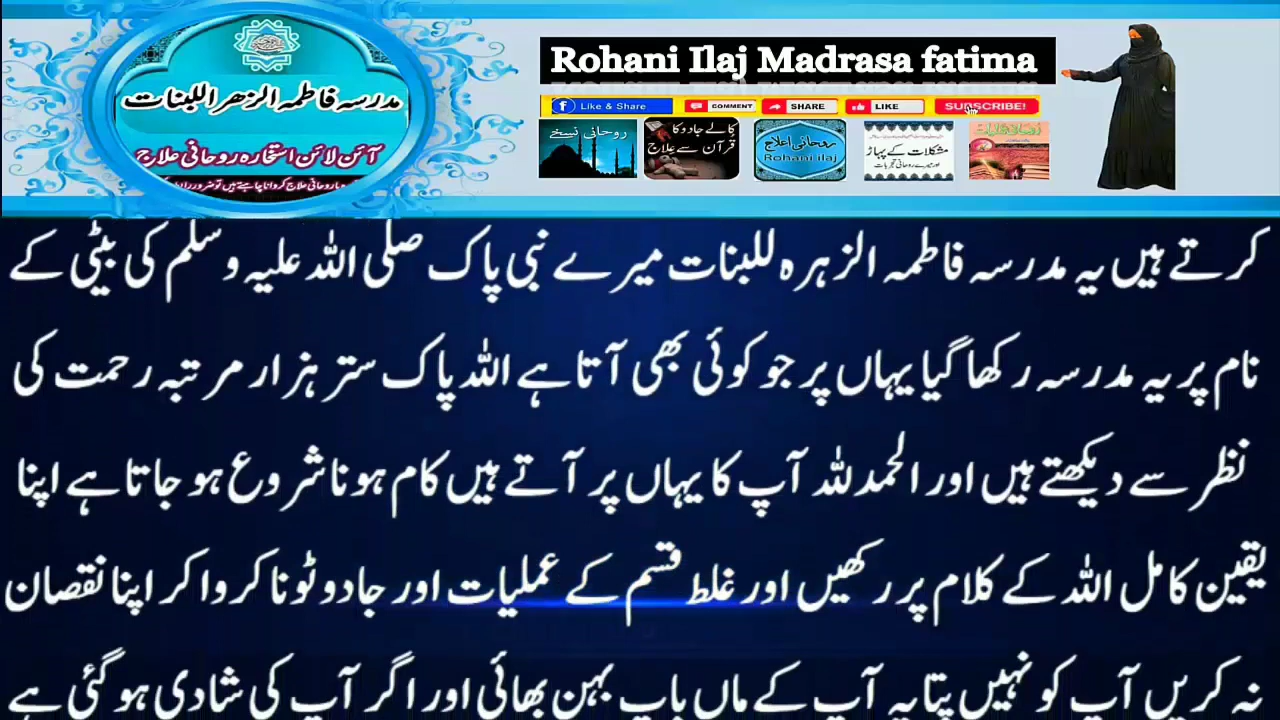 مدرسہ فاطمہ الزھراللبنات
آئن لائن استخارہ روحانی علاج
Rohani Ilaj Madrasa fatima
Like & Share
COMMENT
SHARE
LIKE
SUBSCRIBE!
روحانی نسخے
کالے جادو کا
قرآن سے علاج
روحانی علاج
Rohani ilaj
مشکلات کے پہاڑ
کرتے ہیں یہ مدرسہ فاطمہ الزہرہ للبنات میرے نبی پاک صلی اللہ علیہ وسلم کی بیٹی کے
نام پر یہ مدرسہ رکھا گیا یہاں پر جو کوئی بھی آتا ہے اللہ پاک ستر ہزار مرتبہ رحمت کی
نظر سے دیکھتے ہیں اور الحمدللہ آپ کا یہاں پر آتے ہیں کام ہونا شروع ہو جاتا ہے اپنا
یقین کامل اللہ کے کلام پر رکھیں اور غلط قسم کے عملیات اور جادو ٹونا کروا کر اپنا نقصان
نہ کریں آپ کو نہیں پتا یہ آپ کے ماں باپ بہن بھائی اور اگر آپ کی شادی ہو گئی ہے